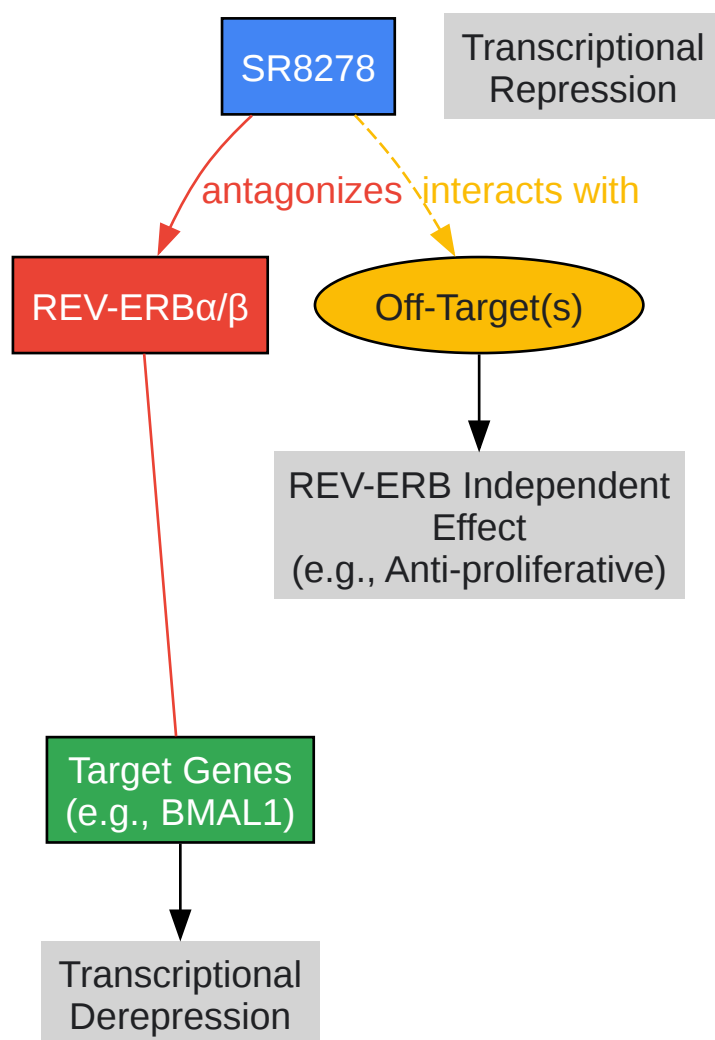 SR8278
Transcriptional
Repression
antagonizes
interacts with
REV-ERBα/β
Off-Target(s)
REV-ERB Independent
Effect
(e.g., Anti-proliferative)
Target Genes
(e.g., BMAL1)
Transcriptional
Derepression